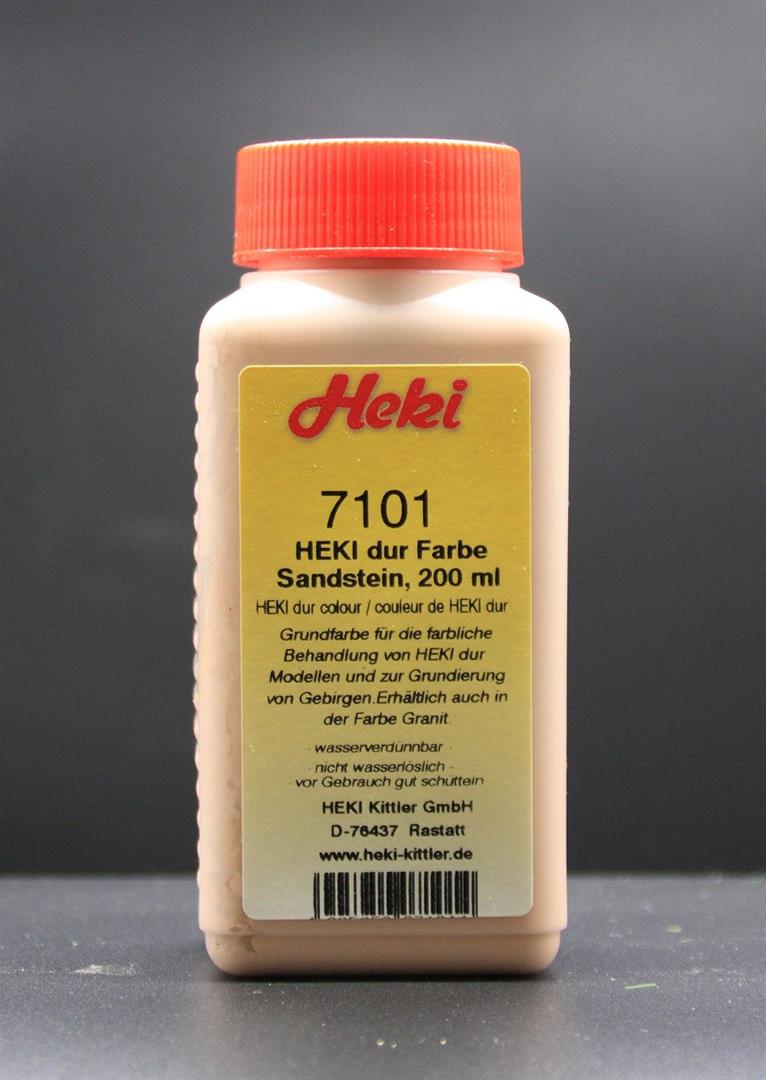 Heki
7101
HEKI dur Farbe
Sandstein, 200 ml
HEKI dur colour / couleur de HEKI dur
Grundfarbe für die farbliche
Behandlung von HEKI dur
Modellen und zur Grundierung
von Gebirgen.Erhältlich auch in
der Farbe Granit.
- wasserverdünnbar -
- nicht wasserlöslich -
- vor Gebrauch gut schütteln
HEKI Kittler GmbH
D-76437 Rastatt
www.heki-kittler.de